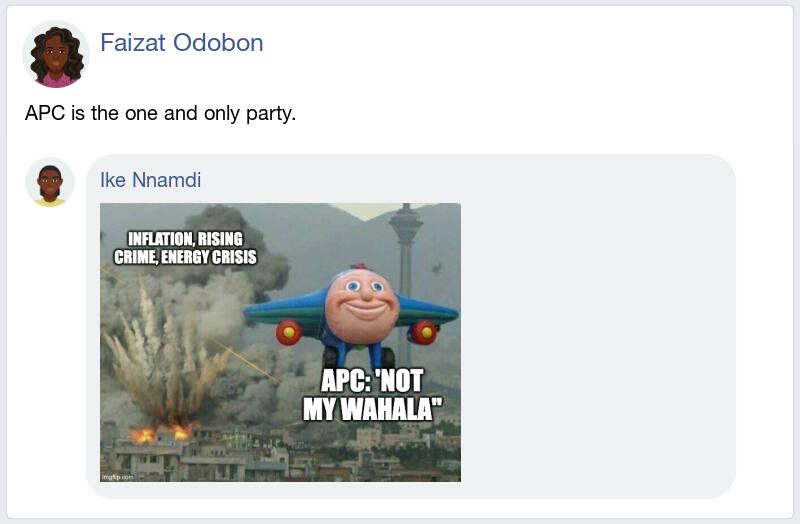 Faizat Odobon
APC is the one and only party.
Ike Nnamdi
INFLATION, RISING
CRIME, ENERGY CRISIS
APC: 'NOT
MY WAHALA"
imgflip.com